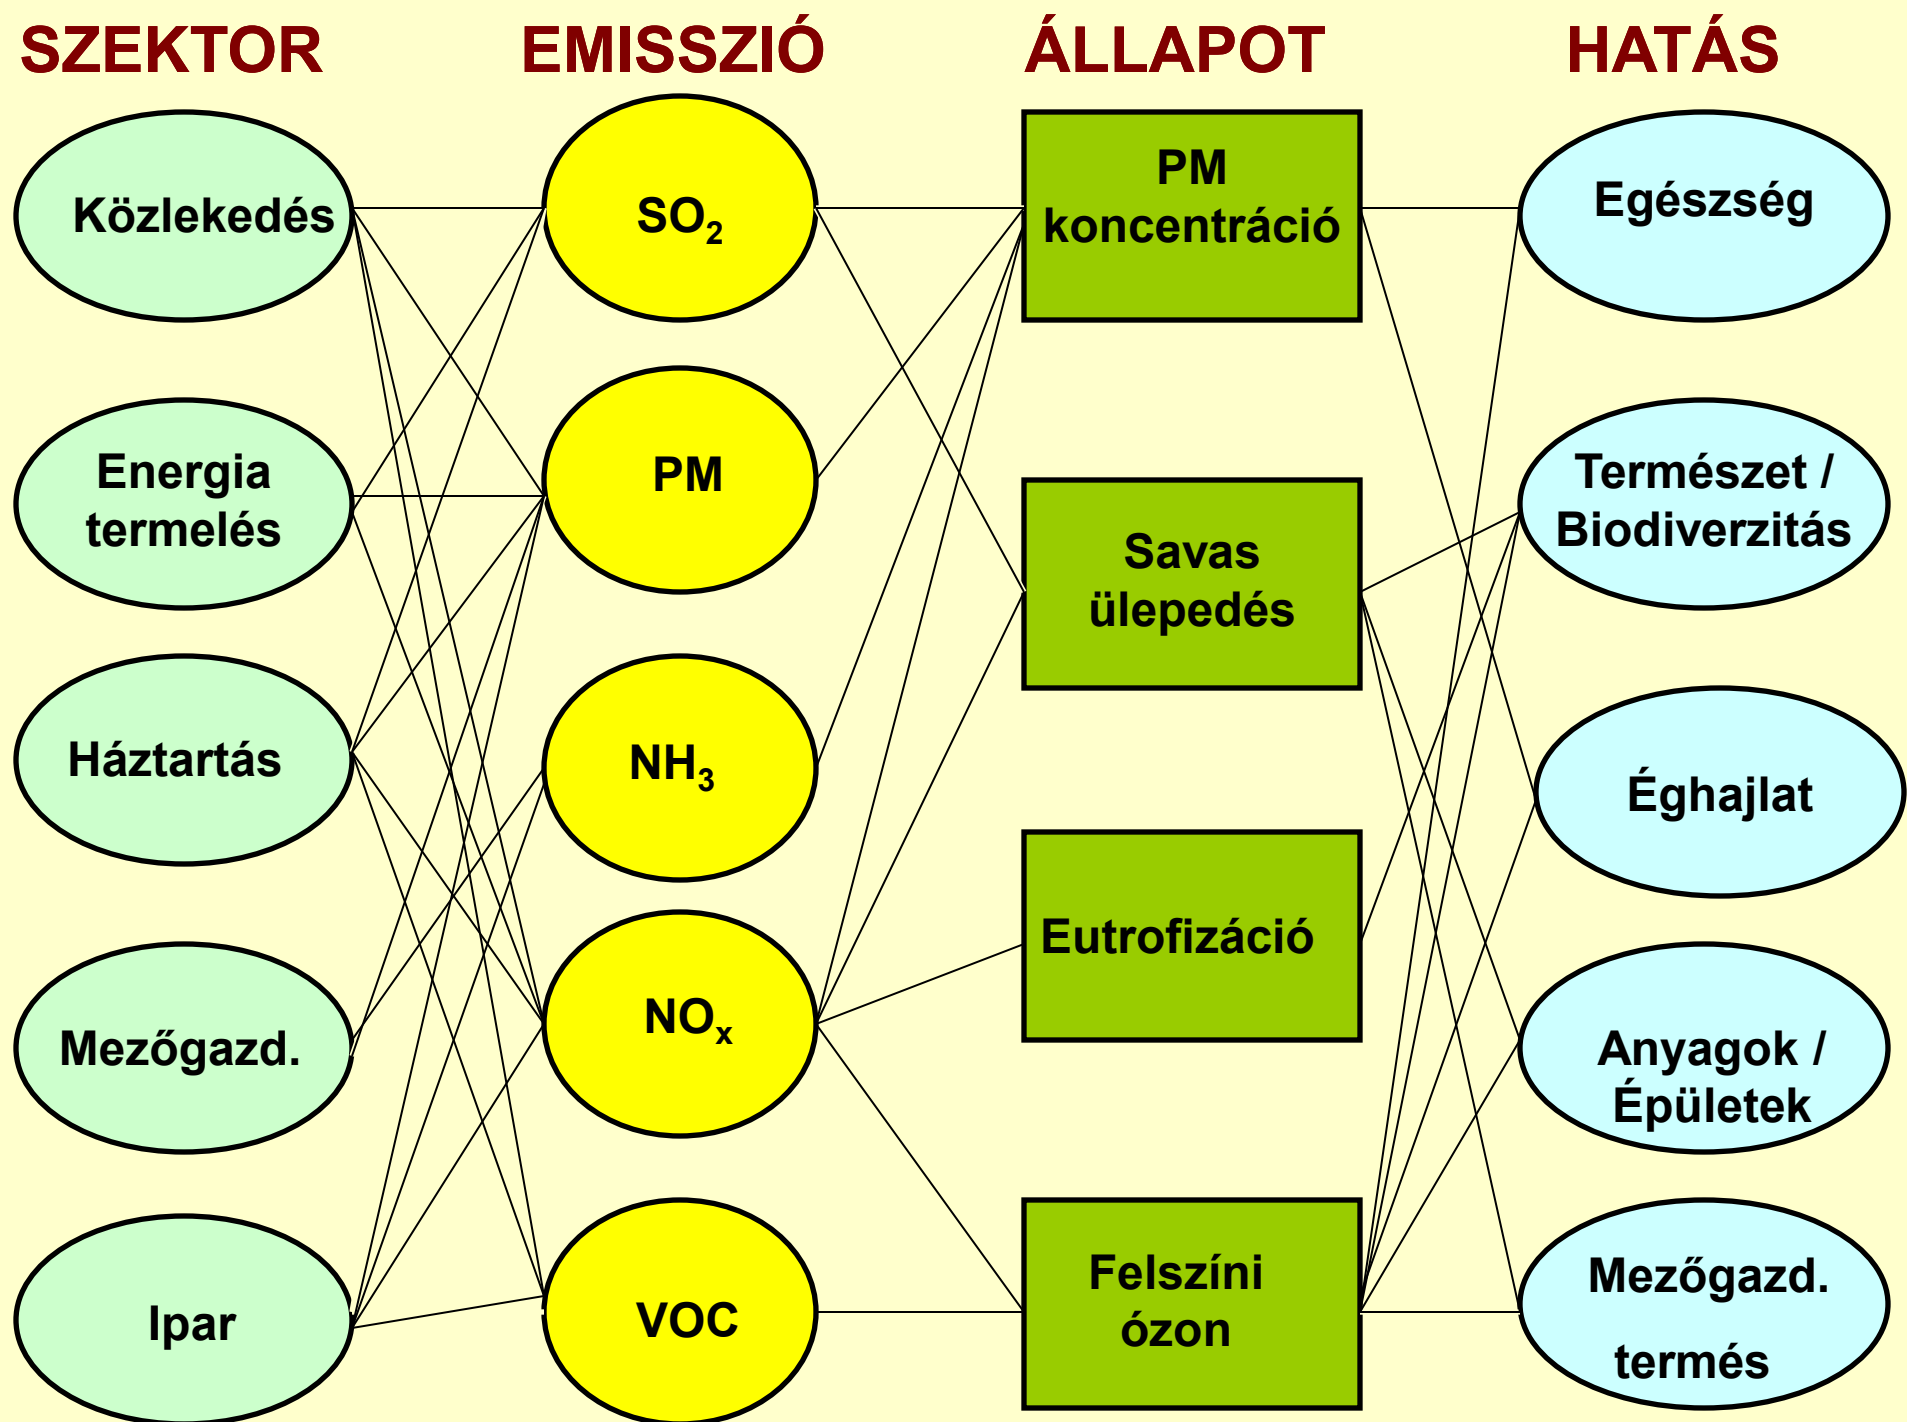 SZEKTOR EMISSZIÓ ÁLLAPOT HATÁS
Közlekedés
Energia
termelés
Háztartás
Mezőgazd.
Ipar
SO₂
PM
NH₃
NOₓ
VOC
PM
koncentráció
Savas
ülepedés
Eutrofizáció
Felszíni
ózon
Egészség
Természet /
Biodiverzitás
Éghajlat
Anyagok /
Épületek
Mezőgazd.
termés